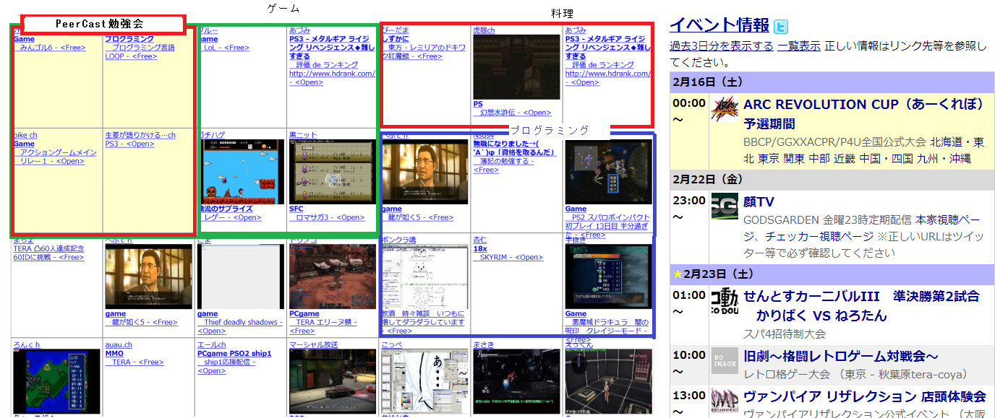 ゲーム
料理
PeerCast勉強会
Game
みんゴル6 - <Free>
プログラミング
プログラミング言語
LOOP - <Free>
ブルー
Game
LoL - <Free>
あづみ
PS3 - メタルギア ライジ
ング リベンジェンス◆難し
すぎる
評価 de ランキング
http://www.hdrank.com/
- <Open>
びーだま
しずかに
東方 - レミリアのドキワ
ク紅魔館 - <Free>
虎眼ch
PS
幻想水滸伝 - <Open>
あづみ
PS3 - メタルギア ライジ
ング リベンジェンス◆難し
すぎる
評価 de ランキング
http://www.hdrank.com/
- <Open>
プログラミング
pike ch
Game
アクションゲームメイン
リレー1 - <Open>
生姜が語りかける…ch
PS3 - <Open>
ガチハゲ
レゲー - <Open>
黒ニット
SFC
ロマサガ3 - <Open>
game
龍が如く5 - <Free>
無職になりました→(
'A`)φ「資格を取るんだ」
簿記の勉強する -
<Free>
Game
PS2 スパロボインパクト
初プレイ 13日目 半分過ぎ
た - <Free>
TERA 凸60人達成記念
60IDに挑戦 - <Free>
game
龍が如く5 - <Free>
game
Thief deadly shadows -
<Open>
PCgame
TERA エリーヌ鯖 -
<Free>
ポンクラ魂
飲酒 時々雑談 いつもに
増してダラダラしています
- <Free>
杏仁
18x
SKYRIM - <Open>
手抜き
Game
悪魔城ドラキュラ 闇の
呪印 クレイジーモード -
<Free>
ろんｃｈ
auau.ch
MMO
TERA - <Free>
エールch
PCgame PSO2 ship1
ship1応援配信 -
<Open>
マーシャル放送
こっぺ
まさき
えっくん
イベント情報
過去3日分を表示する 一覧表示 正しい情報はリンク先等を参照し
てください。
2月16日（土）
00:00
～
ARC REVOLUTION CUP（あーくれぼ）
予選期間
BBCP/GGXXACPR/P4U全国公式大会 北海道・東
北 東京 関東 中部 近畿 中国・四国 九州・沖縄
2月22日（金）
23:00
～
顔TV
GODSGARDEN 金曜23時定期配信 本家視聴ペー
ジ、チェッカー視聴ページ ※正しいURLはツイッ
ター等で必ず確認してください
★2月23日（土）
01:00
～
せんとすカーニバルIII 準決勝第2試合
かりぱく VS ねろたん
スパ4招待制大会
10:00
～
NO
IMAGE
旧劇～格闘レトロゲーム対戦会～
レトロ格ゲー大会 （東京 - 秋葉原tera-coya）
13:00
～
ヴァンパイア リザレクション 店頭体験会
ヴァンパイアリザレクション公式イベント （大阪